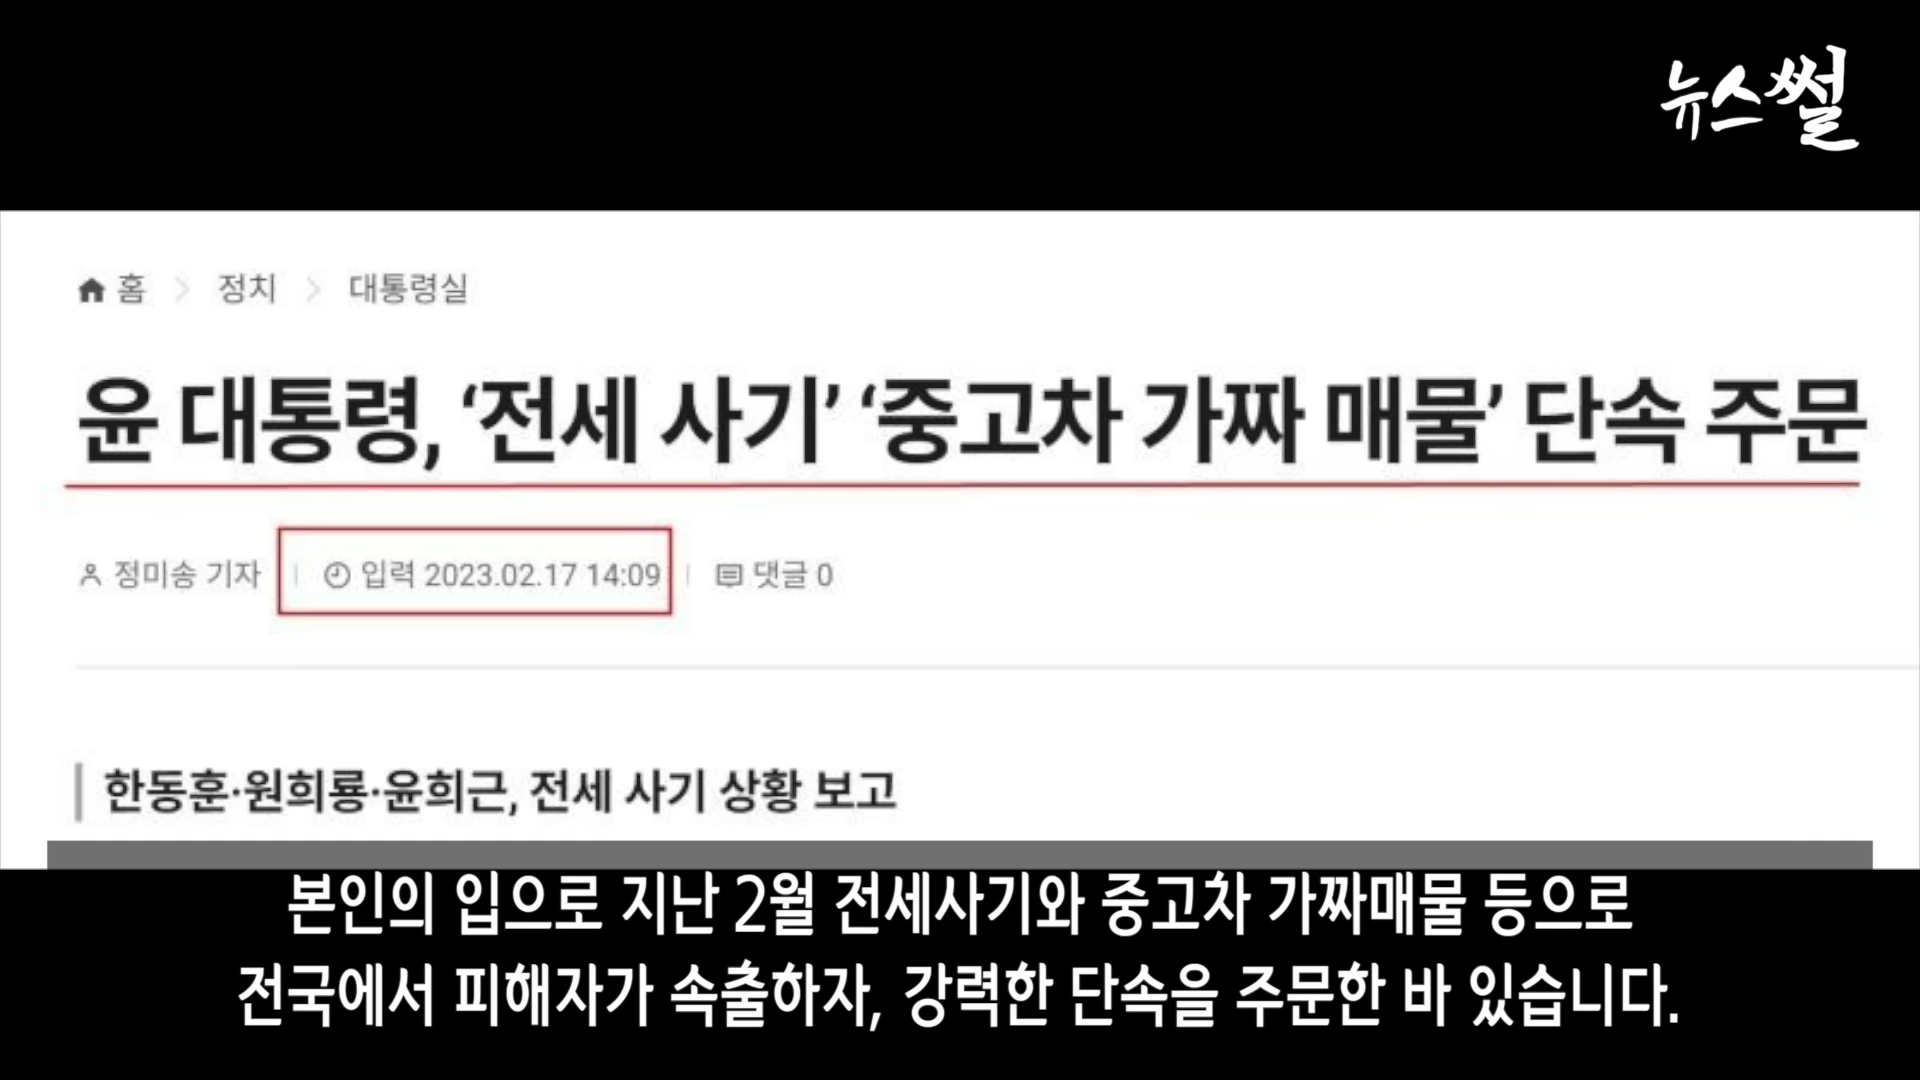 뉴스썰
홈 > 정치 > 대통령실
윤 대통령, ‘전세 사기’ ‘중고차 가짜 매물’ 단속 주문
정미송 기자 | 입력 2023.02.17 14:09 | 댓글 0
한동훈·원희룡·윤희근, 전세 사기 상황 보고
본인의 입으로 지난 2월 전세사기와 중고차 가짜매물 등으로
전국에서 피해자가 속출하자, 강력한 단속을 주문한 바 있습니다.